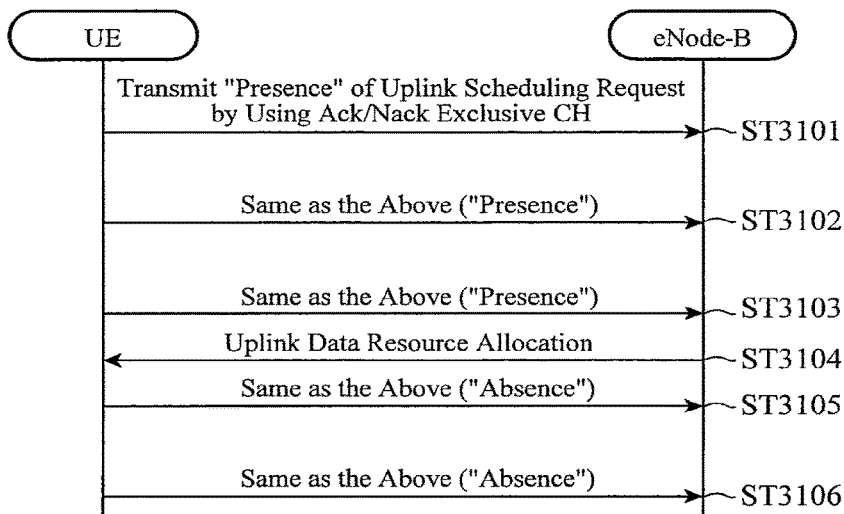 UE
eNode-B
Transmit "Presence" of Uplink Scheduling Request
by Using Ack/Nack Exclusive CH
ST3101
Same as the Above ("Presence")
ST3102
Same as the Above ("Presence")
ST3103
Uplink Data Resource Allocation
ST3104
Same as the Above ("Absence")
ST3105
Same as the Above ("Absence")
ST3106